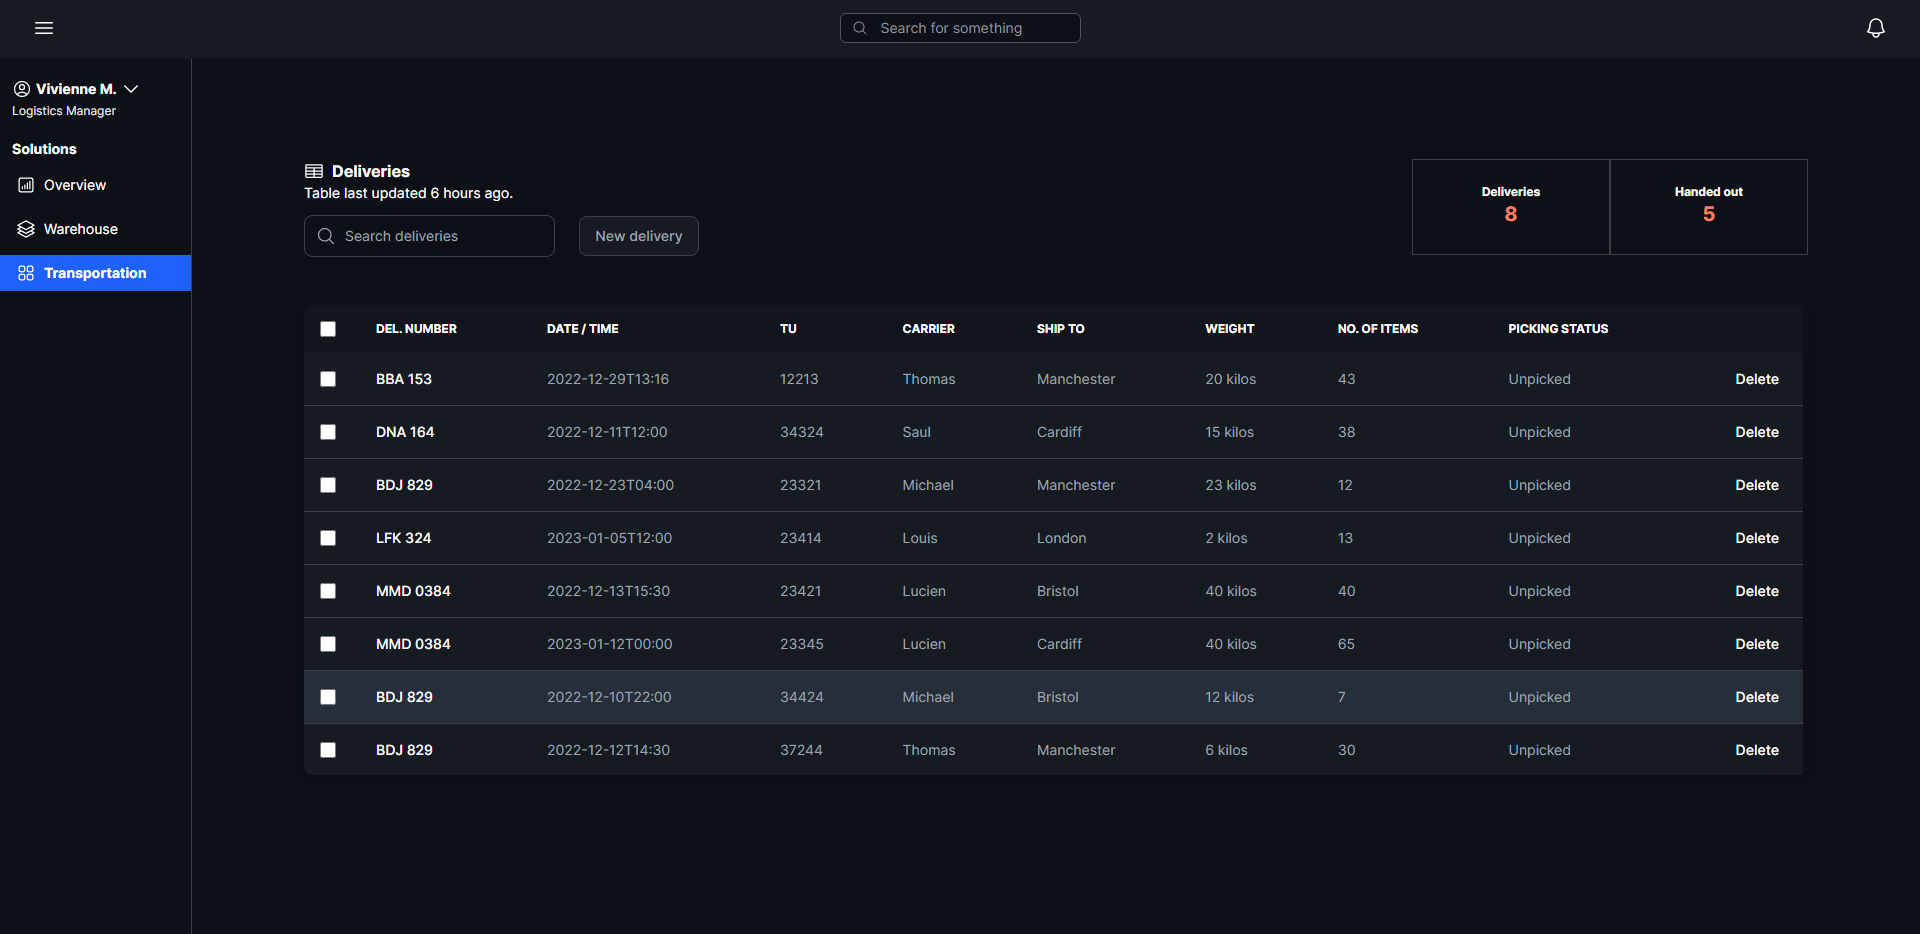 Search for something
Vivienne M.
Logistics Manager
Solutions
Overview
Warehouse
Transportation
Deliveries
Table last updated 6 hours ago.
Search deliveries
New delivery
Deliveries
8
Handed out
5
DEL. NUMBER DATE / TIME TU CARRIER SHIP TO WEIGHT NO. OF ITEMS PICKING STATUS
BBA 153 2022-12-29T13:16 12213 Thomas Manchester 20 kilos 43 Unpicked Delete
DNA 164 2022-12-11T12:00 34324 Saul Cardiff 15 kilos 38 Unpicked Delete
BDJ 829 2022-12-23T04:00 23321 Michael Manchester 23 kilos 12 Unpicked Delete
LFK 324 2023-01-05T12:00 23414 Louis London 2 kilos 13 Unpicked Delete
MMD 0384 2022-12-13T15:30 23421 Lucien Bristol 40 kilos 40 Unpicked Delete
MMD 0384 2023-01-12T00:00 23345 Lucien Cardiff 40 kilos 65 Unpicked Delete
BDJ 829 2022-12-10T22:00 34424 Michael Bristol 12 kilos 7 Unpicked Delete
BDJ 829 2022-12-12T14:30 37244 Thomas Manchester 6 kilos 30 Unpicked Delete